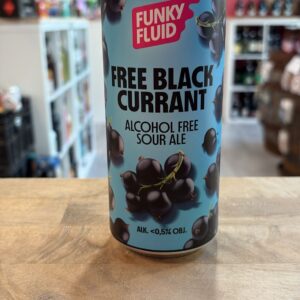 FUNKY
FLUID
FREE BLACK
CURRANT
ALCOHOL FREE
SOUR ALE
ALK. <0,5% OBJ.